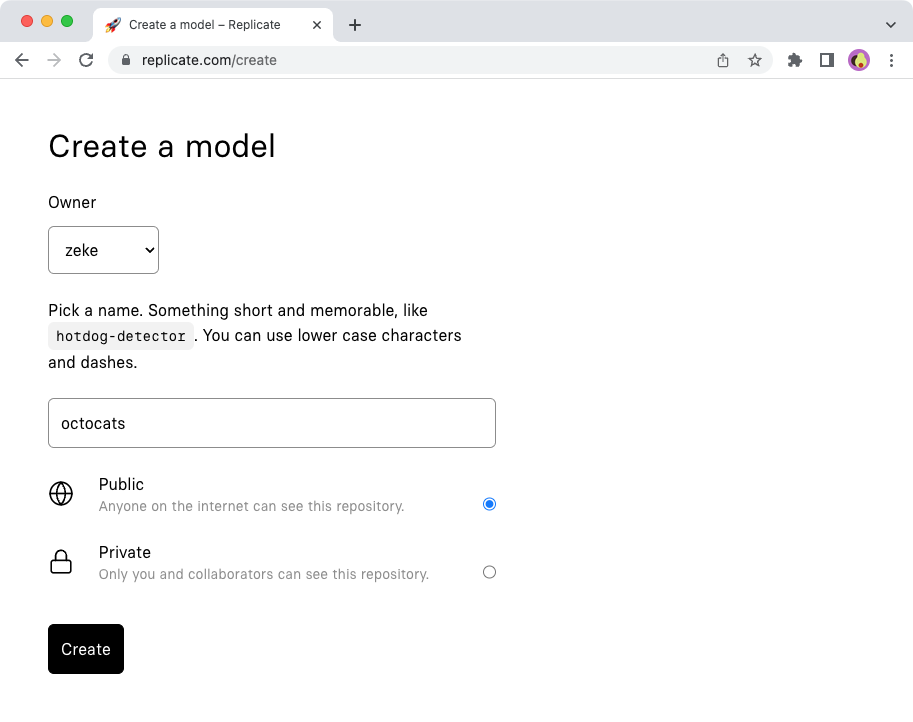 Create a model – Replicate
replicate.com/create
Create a model
Owner
zeke
Pick a name. Something short and memorable, like
hotdog-detector. You can use lower case characters
and dashes.
octocats
Public
Anyone on the internet can see this repository.
Private
Only you and collaborators can see this repository.
Create